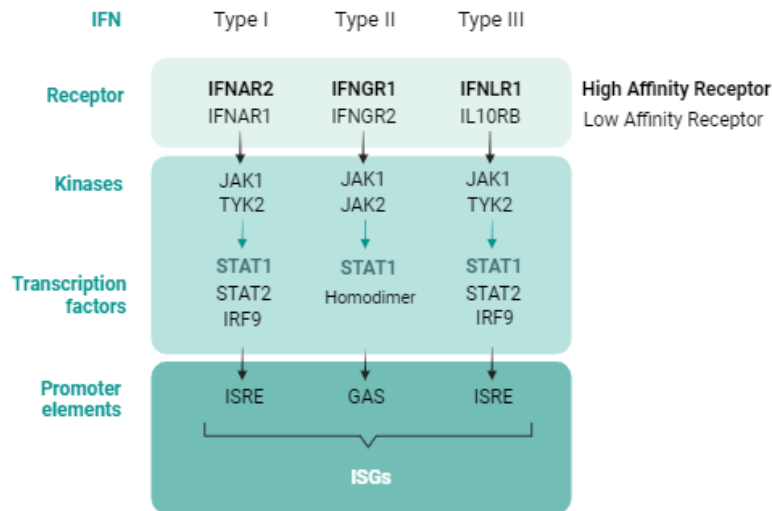 IFN Type I Type II Type III
Receptor IFNAR2 IFNGR1 IFNLR1 High Affinity Receptor
IFNAR1 IFNGR2 IL10RB Low Affinity Receptor
Kinases JAK1 JAK1 JAK1
TYK2 JAK2 TYK2
Transcription factors STAT1 STAT1 STAT1
STAT2 Homodimer STAT2
IRF9 IRF9
Promoter elements ISRE GAS ISRE
ISGs